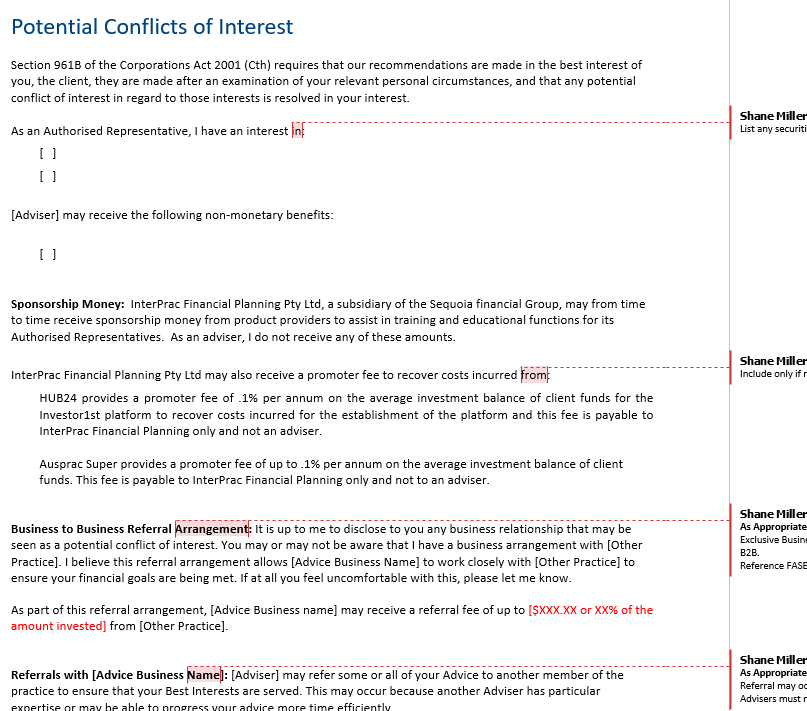 Potential Conflicts of Interest
Section 961B of the Corporations Act 2001 (Cth) requires that our recommendations are made in the best interest of
you, the client, they are made after an examination of your relevant personal circumstances, and that any potential
conflict of interest in regard to those interests is resolved in your interest.
Shane Miller
List any securiti
As an Authorised Representative, I have an interest in:
[ ]
[ ]
[Adviser] may receive the following non-monetary benefits:
[ ]
Sponsorship Money: InterPrac Financial Planning Pty Ltd, a subsidiary of the Sequoia financial Group, may from time
to time receive sponsorship money from product providers to assist in training and educational functions for its
Authorised Representatives. As an adviser, I do not receive any of these amounts.
Shane Miller
Include only if r
InterPrac Financial Planning Pty Ltd may also receive a promoter fee to recover costs incurred from:
HUB24 provides a promoter fee of .1% per annum on the average investment balance of client funds for the
Investor1st platform to recover costs incurred for the establishment of the platform and this fee is payable to
InterPrac Financial Planning only and not an adviser.
Ausprac Super provides a promoter fee of up to .1% per annum on the average investment balance of client
funds. This fee is payable to InterPrac Financial Planning only and not to an adviser.
Shane Miller
As Appropriate
Exclusive Busine
B2B.
Reference FASE
Business to Business Referral Arrangement: It is up to me to disclose to you any business relationship that may be
seen as a potential conflict of interest. You may or may not be aware that I have a business arrangement with [Other
Practice]. I believe this referral arrangement allows [Advice Business Name] to work closely with [Other Practice] to
ensure your financial goals are being met. If at all you feel uncomfortable with this, please let me know.
As part of this referral arrangement, [Advice Business name] may receive a referral fee of up to [$XXX.XX or XX% of the
amount invested] from [Other Practice].
Shane Miller
As Appropriate
Referral may oc
Advisers must r
Referrals with [Advice Business Name]: [Adviser] may refer some or all of your Advice to another member of the
practice to ensure that your Best Interests are served. This may occur because another Adviser has particular
expertise or may be able to progress your advice more time efficiently